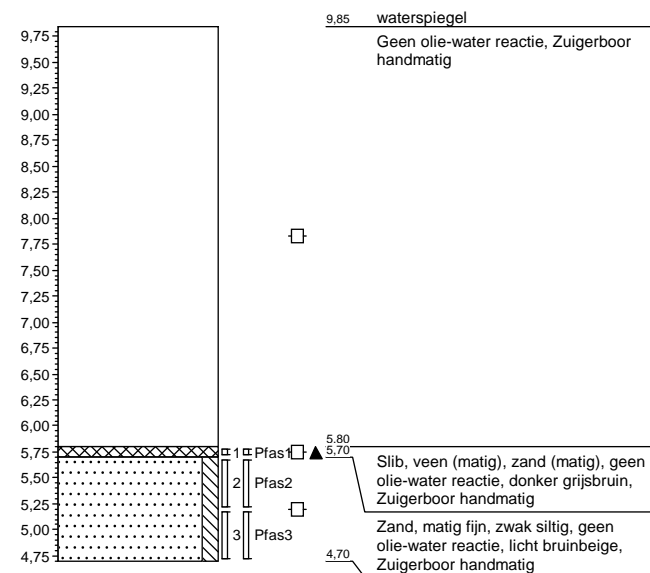 9,85 waterspiegel
Geen olie-water reactie, Zuigerboor
handmatig
9,75
9,50
9,25
9,00
8,75
8,50
8,25
8,00
7,75
7,50
7,25
7,00
6,75
6,50
6,25
6,00
5,75
5,50
5,25
5,00
4,75
1 Pfas1
2 Pfas2
3 Pfas3
5,80
5,70
Slib, veen (matig), zand (matig), geen
olie-water reactie, donker grijsbruin,
Zuigerboor handmatig
Zand, matig fijn, zwak siltig, geen
olie-water reactie, licht bruinbeige,
Zuigerboor handmatig
4,70